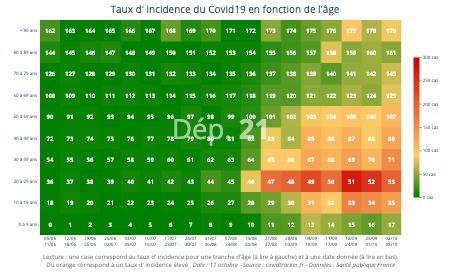 Taux d' incidence du Covid19 en fonction de l'âge
+ 90 ans 162 163 164 165 166 167 168 169 170 171 172 173 174 175 176 177 178 179
80 à 89 ans 144 145 146 147 148 149 150 151 152 153 154 155 156 157 158 159 160 161
70 à 79 ans 126 127 128 129 130 131 132 133 134 135 136 137 138 139 140 141 142 143
60 à 69 ans 108 109 110 111 112 113 114 115 116 117 118 119 120 121 122 123 124 125
50 à 59 ans 90 91 92 93 94 95 96 97 98 99 100 101 102 103 104 105 106 107
Dép. 21
40 à 49 ans 72 73 74 75 76 77 78 79 80 81 82 83 84 85 86 87 88 89
30 à 39 ans 54 55 56 57 58 59 60 61 62 63 64 65 66 67 68 69 70 71
20 à 29 ans 36 37 38 39 40 41 42 43 44 45 46 47 48 49 50 51 52 53
10 à 19 ans 18 19 20 21 22 23 24 25 26 27 28 29 30 31 32 33 34 35
0 à 9 ans 0 1 2 3 4 5 6 7 8 9 10 11 12 13 14 15 16 17
300 cas
250 cas
200 cas
150 cas
100 cas
50 cas
0 cas
Lecture : une case correspond au taux d' incidence pour une tranche d'âge (à lire à gauche) et à une date donnée (à lire en bas).
Du orange correspond à un taux d' incidence élevé. Date : 11 octobre - Source : covidtracker.fr - Données : Santé publique France